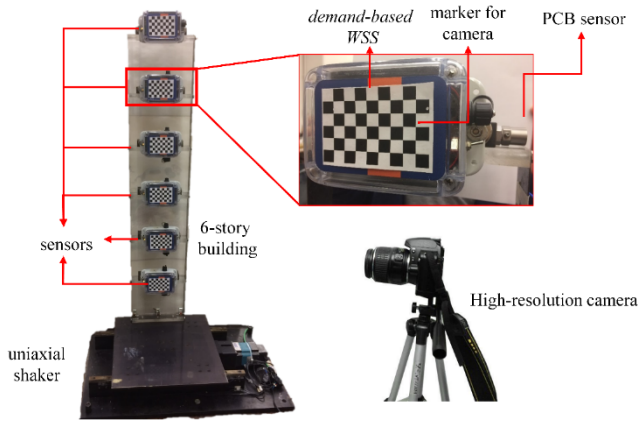 demand-based
WSS
marker for
camera
PCB sensor
sensors
6-story
building
uniaxial
shaker
High-resolution camera